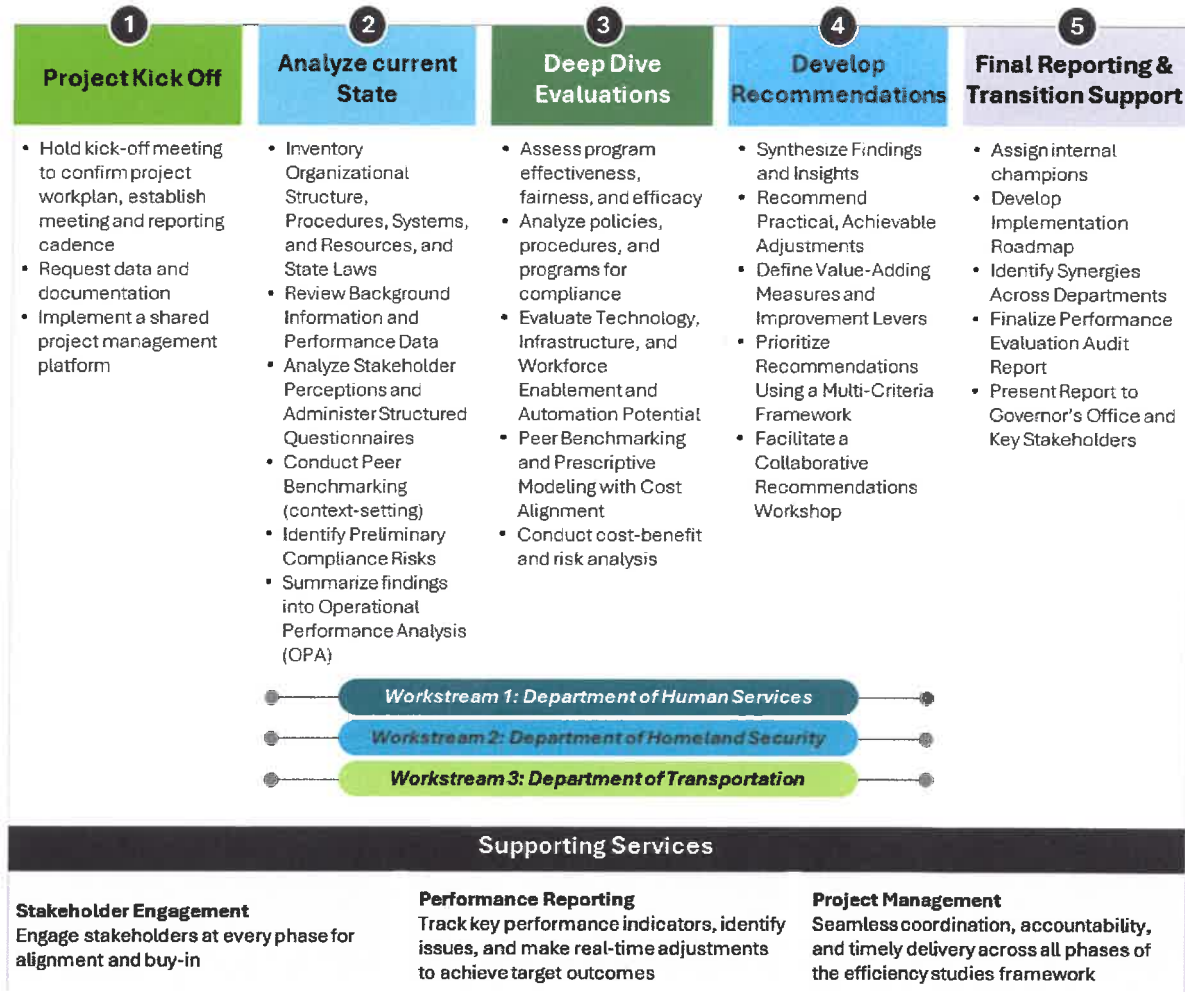 1
Project Kick Off
• Hold kick-off meeting
to confirm project
workplan, establish
meeting and reporting
cadence
• Request data and
documentation
• Implement a shared
project management
platform
2
Analyze current
State
• Inventory
Organizational
Structure,
Procedures, Systems,
and Resources, and
State Laws
• Review Background
Information and
Performance Data
• Analyze Stakeholder
Perceptions and
Administer Structured
Questionnaires
• Conduct Peer
Benchmarking
(context-setting)
• Identify Preliminary
Compliance Risks
• Summarize findings
into Operational
Performance Analysis
(OPA)
3
Deep Dive
Evaluations
• Assess program
effectiveness,
fairness, and efficacy
• Analyze policies,
procedures, and
programs for
compliance
• Evaluate Technology,
Infrastructure, and
Workforce
Enablement and
Automation Potential
• Peer Benchmarking
and Prescriptive
Modeling with Cost
Alignment
• Conduct cost-benefit
and risk analysis
4
Develop
Recommendations
• Synthesize Findings
and Insights
• Recommend
Practical, Achievable
Adjustments
• Define Value-Adding
Measures and
Improvement Levers
• Prioritize
Recommendations
Using a Multi-Criteria
Framework
• Facilitate a
Collaborative
Recommendations
Workshop
5
Final Reporting &
Transition Support
• Assign internal
champions
• Develop
Implementation
Roadmap
• Identify Synergies
Across Departments
• Finalize Performance
Evaluation Audit
Report
• Present Report to
Governor's Office and
Key Stakeholders
Workstream 1: Department of Human Services
Workstream 2: Department of Homeland Security
Workstream 3: Department of Transportation
Supporting Services
Stakeholder Engagement
Engage stakeholders at every phase for
alignment and buy-in
Performance Reporting
Track key performance indicators, identify
issues, and make real-time adjustments
to achieve target outcomes
Project Management
Seamless coordination, accountability,
and timely delivery across all phases of
the efficiency studies framework